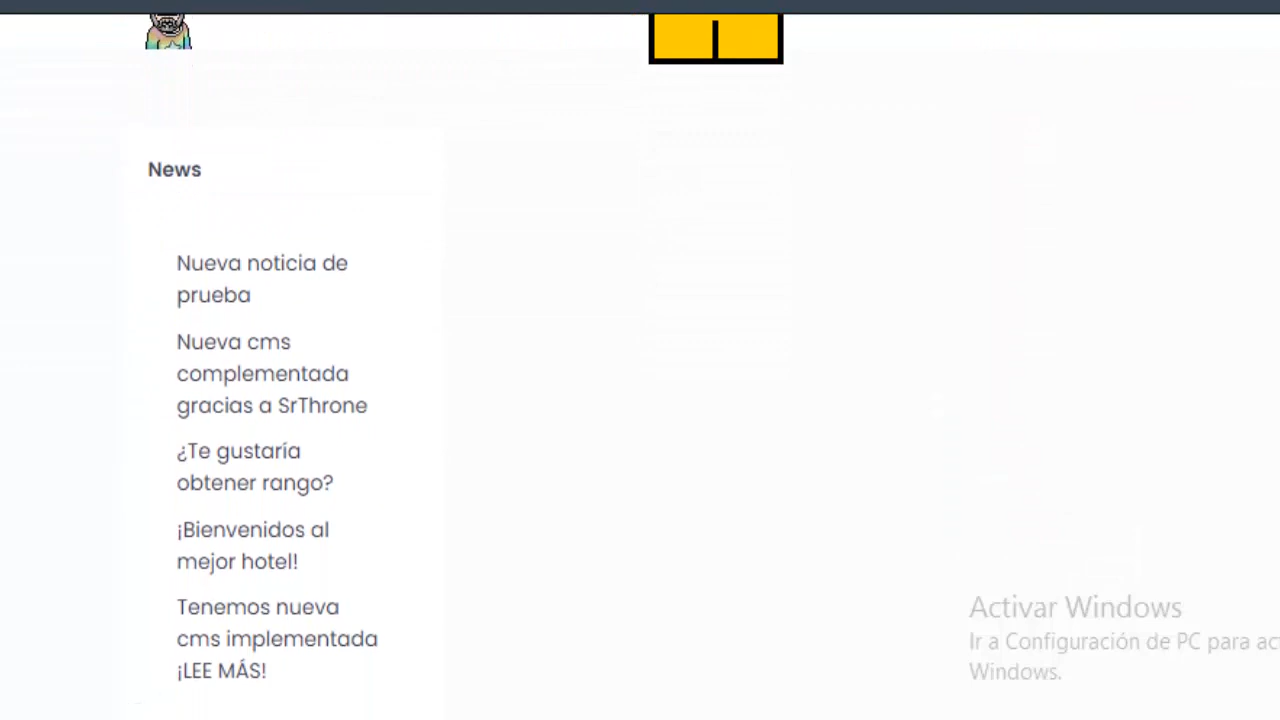 News
Nueva noticia de
prueba
Nueva cms
complementada
gracias a SrThrone
¿Te gustaría
obtener rango?
¡Bienvenidos al
mejor hotel!
Tenemos nueva
cms implementada
¡LEE MÁS!
Activar Windows
Ir a Configuración de PC para ac
Windows.